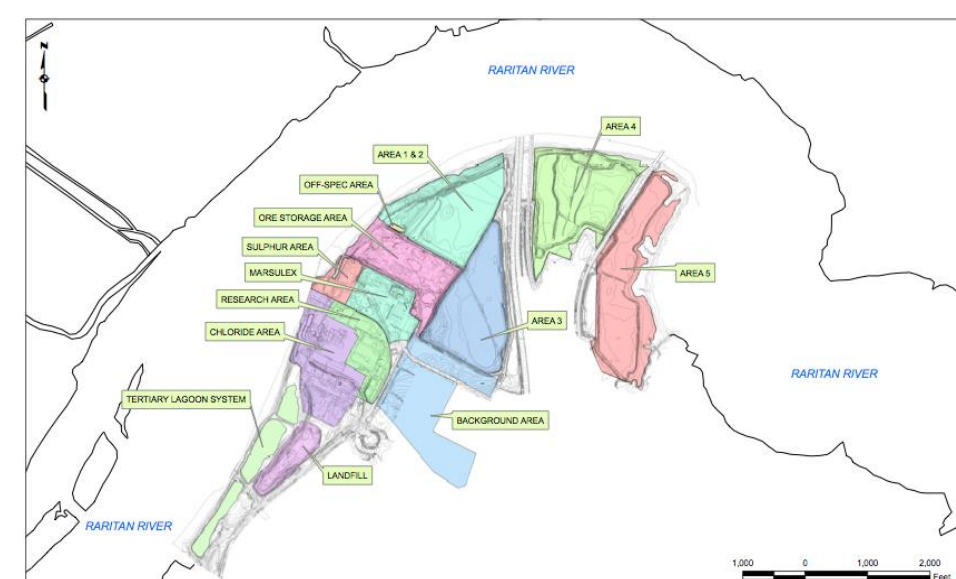 N
RARITAN RIVER
AREA 4
AREA 1 & 2
OFF-SPEC AREA
ORE STORAGE AREA
SULPHUR AREA
MARSULEX
AREA 5
RESEARCH AREA
AREA 3
CHLORIDE AREA
RARITAN RIVER
TERTIARY LAGOON SYSTEM
BACKGROUND AREA
LANDFILL
RARITAN RIVER
1,000 0 1,000 2,000
Feet